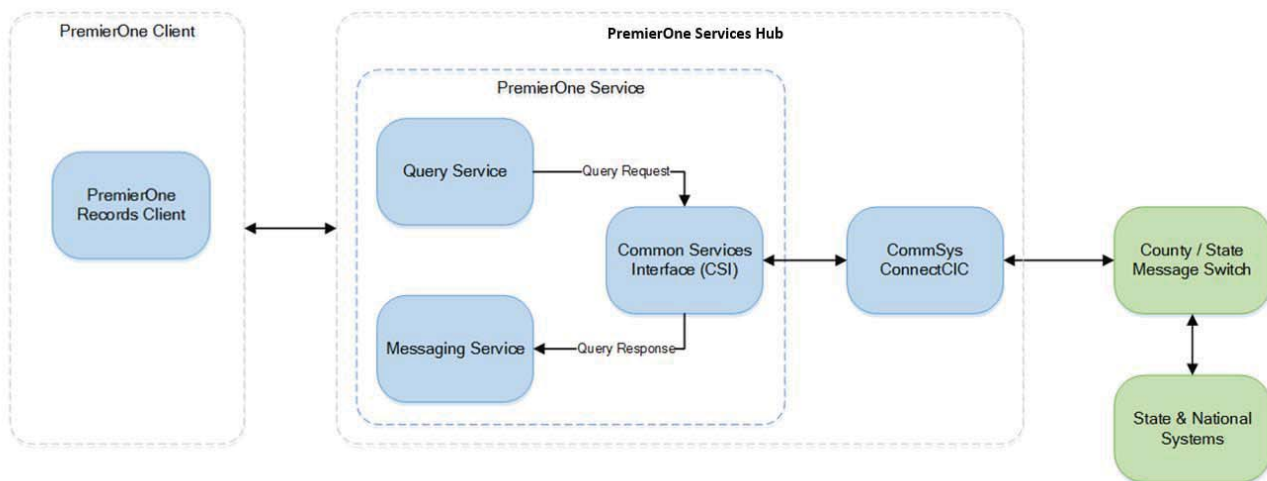 PremierOne Client
PremierOne Services Hub
PremierOne Service
PremierOne
Records Client
Query Service
Query Request
Common Services
Interface (CSI)
CommSys
ConnectCIC
County / State
Message Switch
Messaging Service
Query Response
State & National
Systems